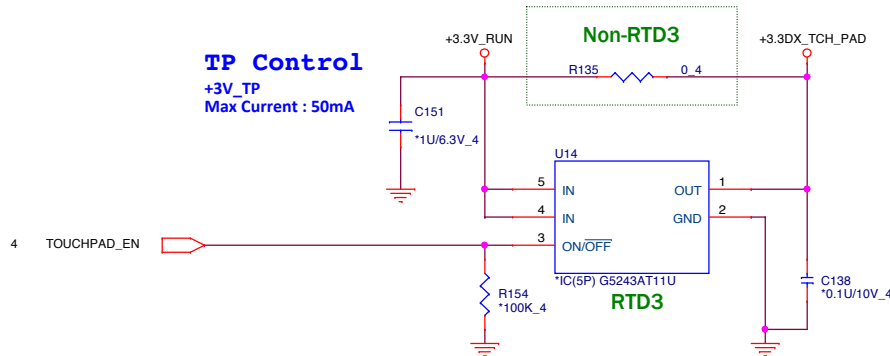 Non-RTD3
+3.3V_RUN
+3.3DX_TCH_PAD
TP Control
+3V_TP
Max Current : 50mA
R135
0_4
C151
*1U/6.3V_4
U14
5
IN
OUT
1
4
IN
GND
2
4
TOUCHPAD_EN
3
ON/OFF
*IC(5P) G5243AT11U
RTD3
R154
*100K_4
C138
*0.1U/10V_4